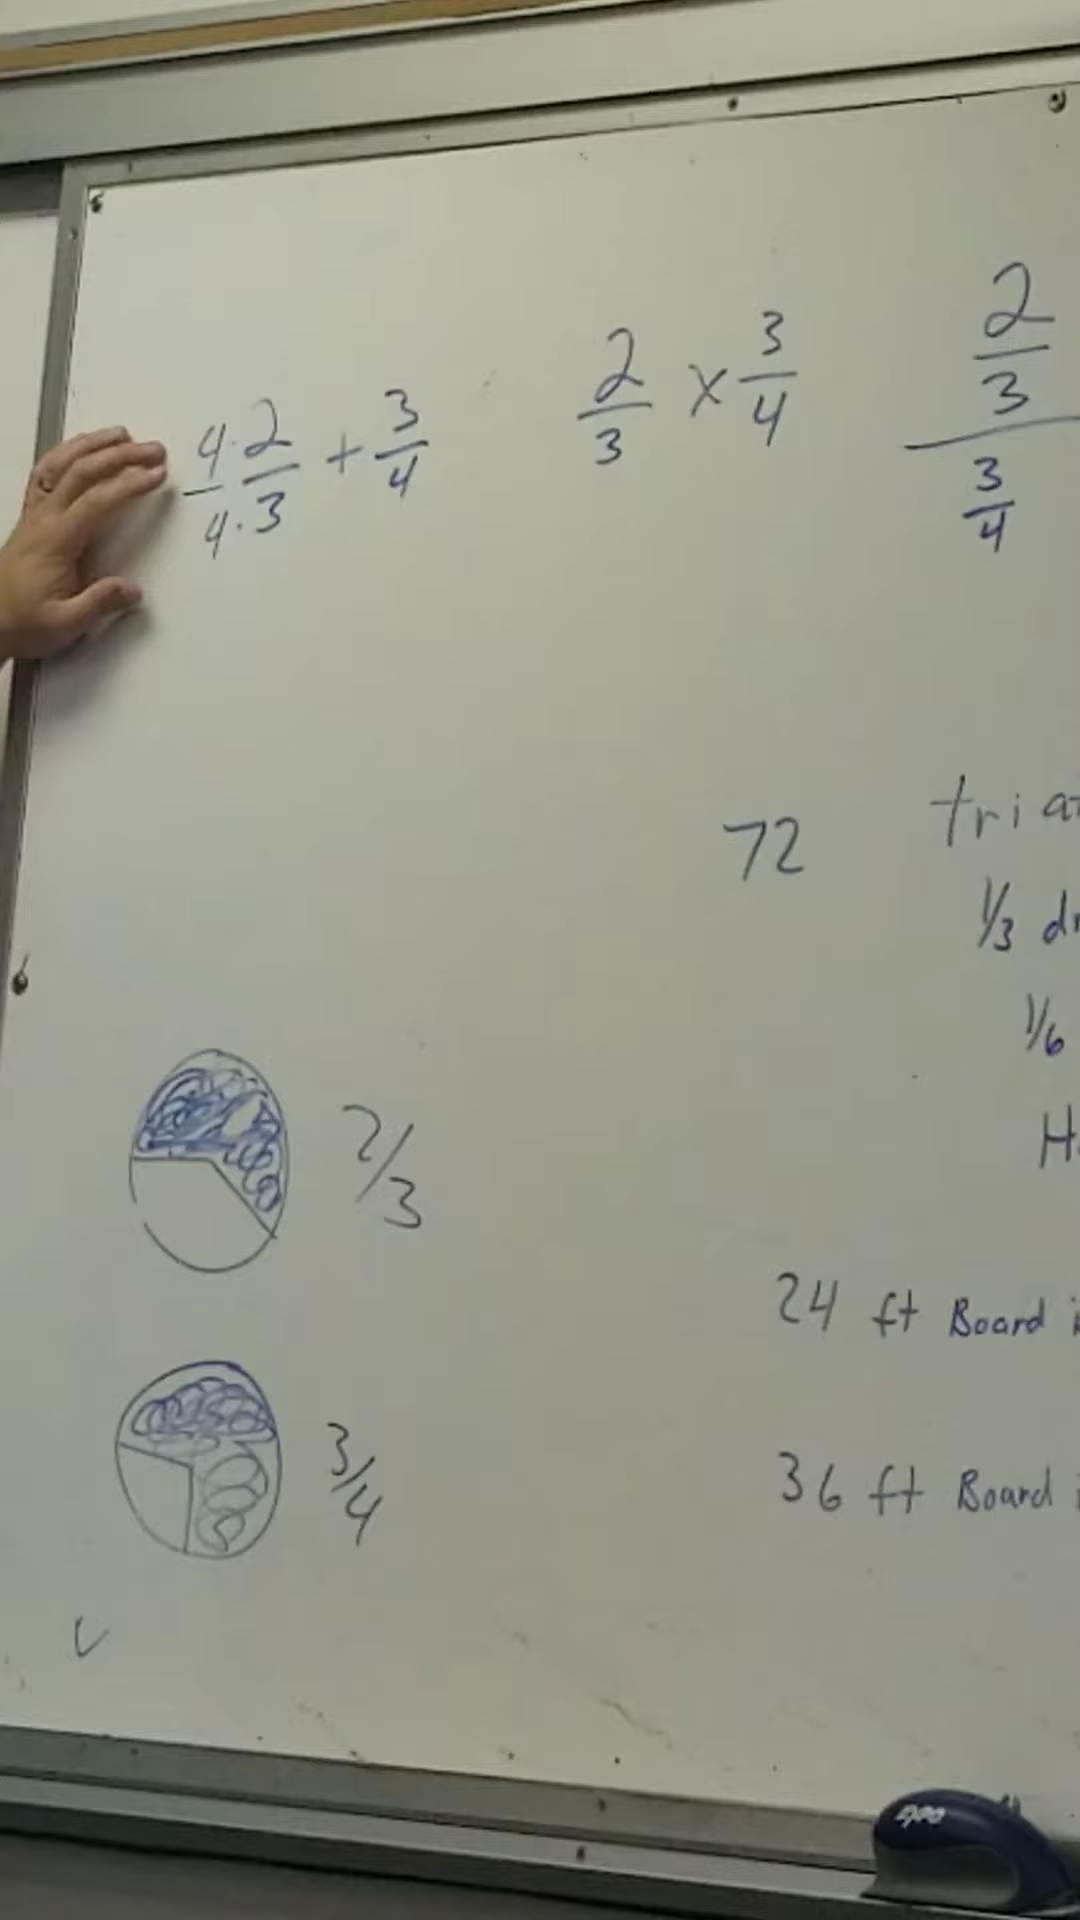 4·2/4·3 + 3/4
2/3 × 3/4
2/3 / 3/4
72
1/3
1/6
2/3
24 ft Board
3/4
36 ft Board
EXPO